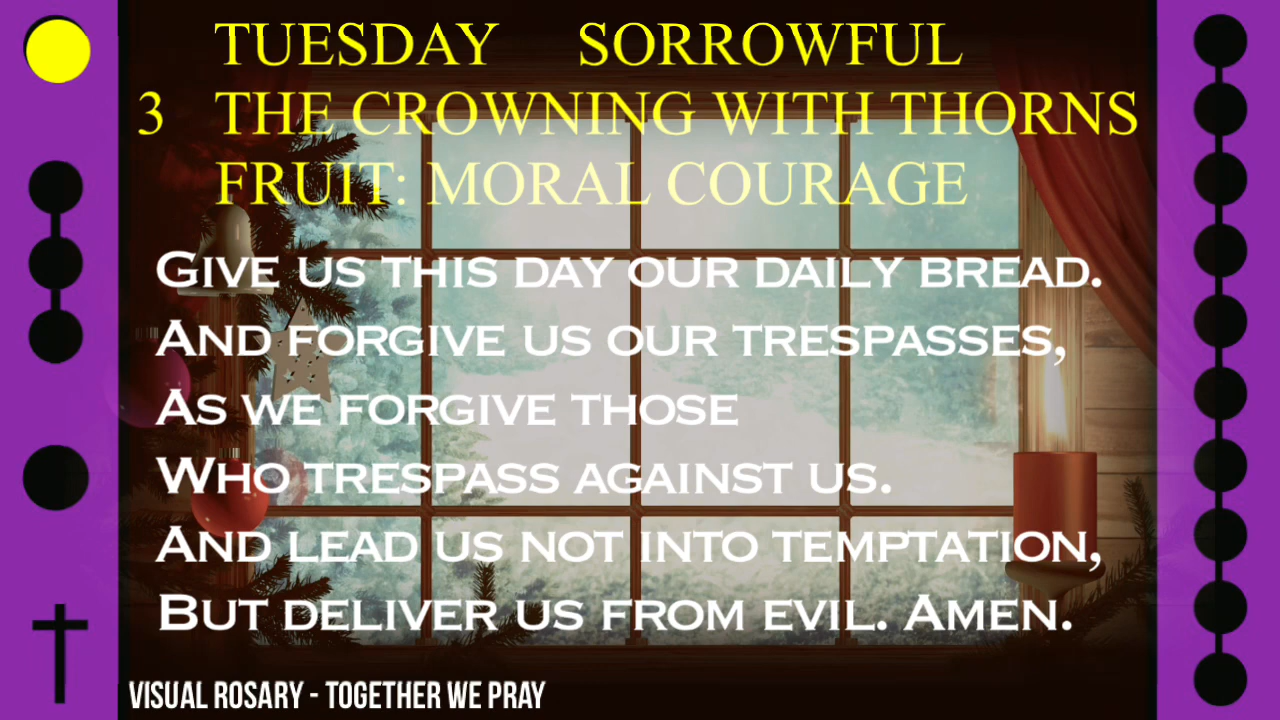 TUESDAY SORROWFUL
3 THE CROWNING WITH THORNS
FRUIT: MORAL COURAGE
GIVE US THIS DAY OUR DAILY BREAD.
AND FORGIVE US OUR TRESPASSES,
AS WE FORGIVE THOSE
WHO TRESPASS AGAINST US.
AND LEAD US NOT INTO TEMPTATION,
BUT DELIVER US FROM EVIL. AMEN.
VISUAL ROSARY - TOGETHER WE PRAY